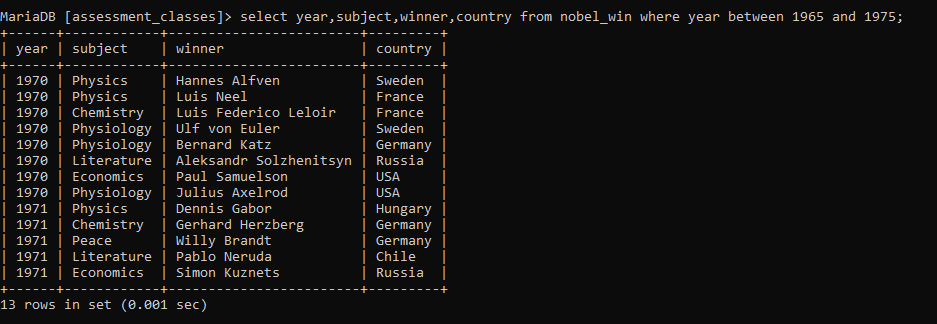 MariaDB [assessment_classes]> select year,subject,winner,country from nobel_win where year between 1965 and 1975;
+------+------------+------------------------+---------+
| year | subject    | winner                 | country |
+------+------------+------------------------+---------+
| 1970 | Physics    | Hannes Alfven          | Sweden  |
| 1970 | Physics    | Luis Neel              | France  |
| 1970 | Chemistry  | Luis Federico Leloir   | France  |
| 1970 | Physiology | Ulf von Euler          | Sweden  |
| 1970 | Physiology | Bernard Katz           | Germany |
| 1970 | Literature | Aleksandr Solzhenitsyn | Russia  |
| 1970 | Economics  | Paul Samuelson         | USA     |
| 1970 | Physiology | Julius Axelrod         | USA     |
| 1971 | Physics    | Dennis Gabor           | Hungary |
| 1971 | Chemistry  | Gerhard Herzberg       | Germany |
| 1971 | Peace      | Willy Brandt           | Germany |
| 1971 | Literature | Pablo Neruda           | Chile   |
| 1971 | Economics  | Simon Kuznets          | Russia  |
+------+------------+------------------------+---------+
13 rows in set (0.001 sec)